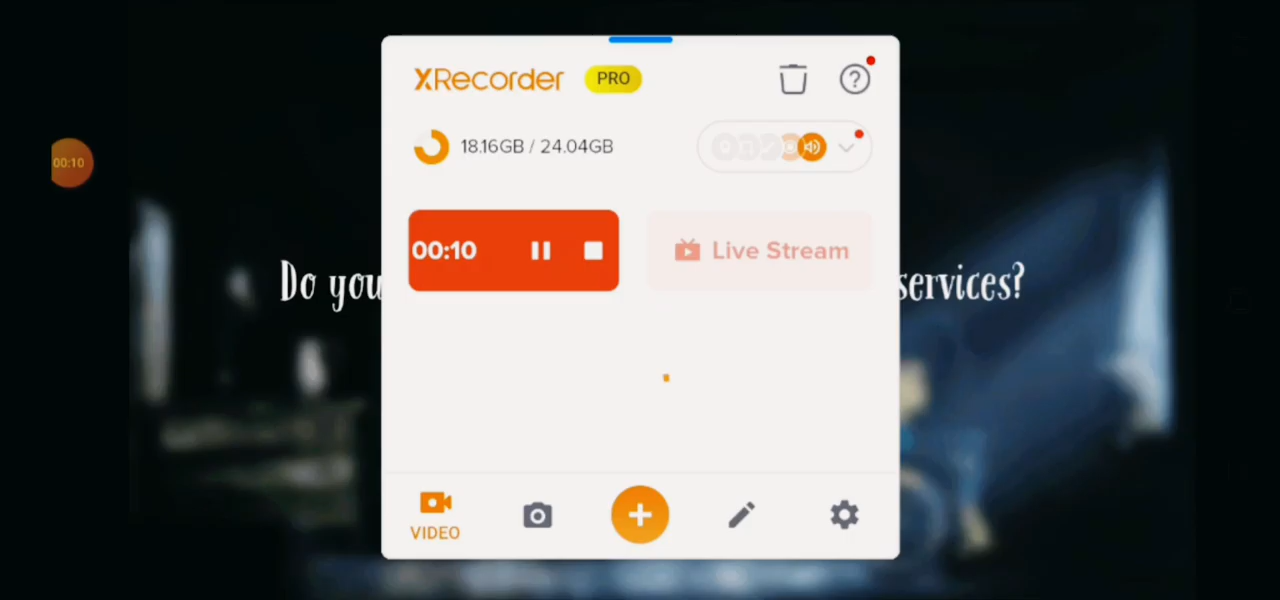 XRecorder PRO
18.16GB / 24.04GB
00:10
00:10
Live Stream
Do you
services?
VIDEO